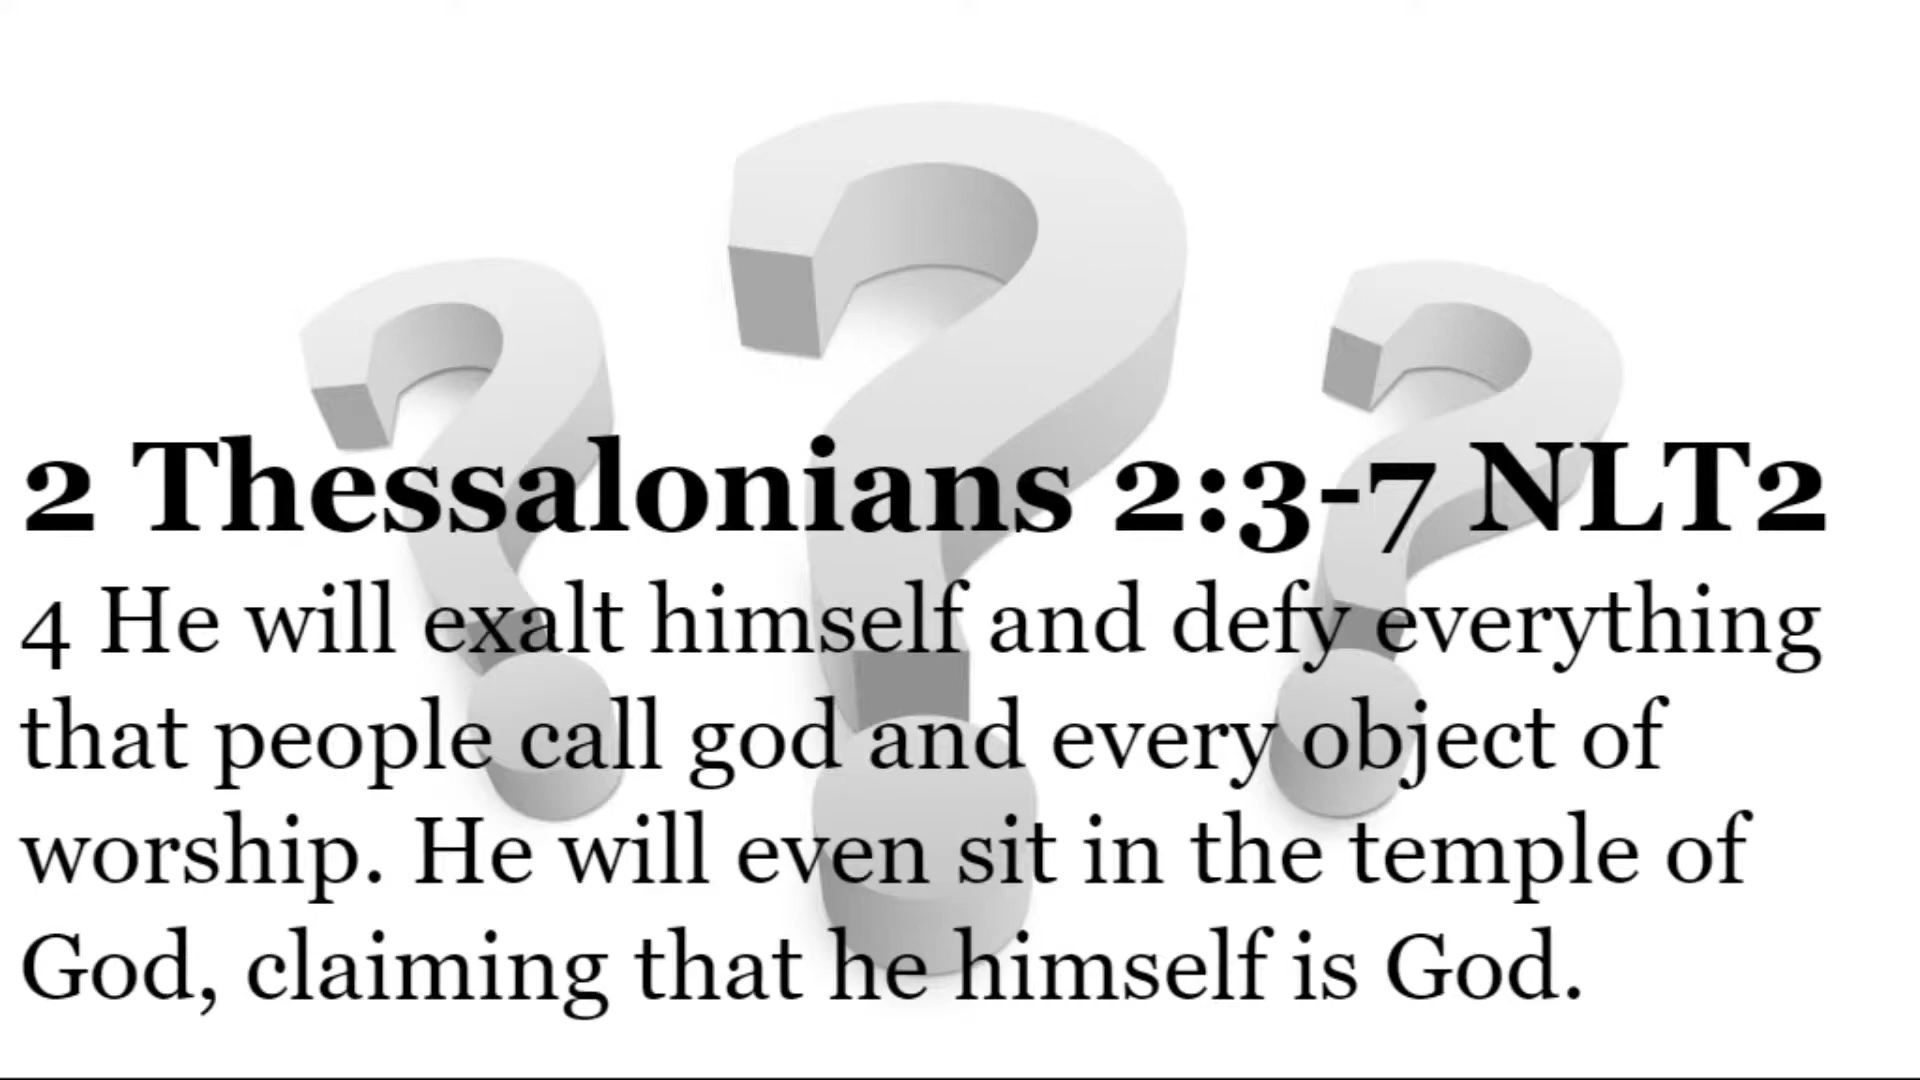 2 Thessalonians 2:3-7 NLT2
4 He will exalt himself and defy everything
that people call god and every object of
worship. He will even sit in the temple of
God, claiming that he himself is God.